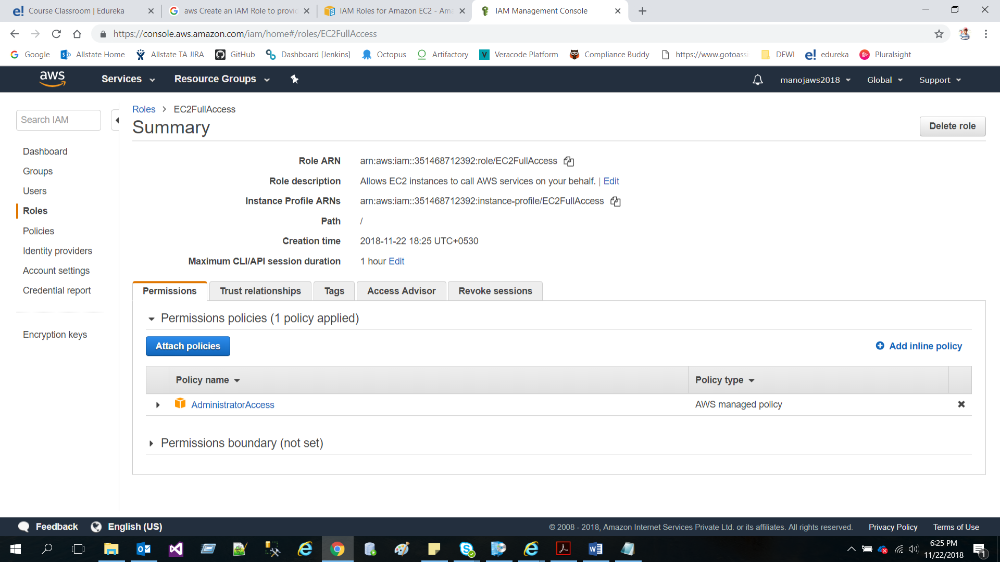 Course Classroom | Edureka
aws Create an IAM Role to provid
IAM Roles for Amazon EC2 - Ama
IAM Management Console
https://console.aws.amazon.com/iam/home#/roles/EC2FullAccess
Google
Allstate Home
Allstate TA JIRA
GitHub
Dashboard [Jenkins]
Octopus
Artifactory
Veracode Platform
Compliance Buddy
https://www.gotoassi
DEWI
edureka
Pluralsight
aws
Services
Resource Groups
manojaws2018
Global
Support
Search IAM
Dashboard
Groups
Users
Roles
Policies
Identity providers
Account settings
Credential report
Encryption keys
Roles > EC2FullAccess
Summary
Delete role
Role ARN arn:aws:iam::351468712392:role/EC2FullAccess
Role description Allows EC2 instances to call AWS services on your behalf. | Edit
Instance Profile ARNs arn:aws:iam::351468712392:instance-profile/EC2FullAccess
Path /
Creation time 2018-11-22 18:25 UTC+0530
Maximum CLI/API session duration 1 hour Edit
Permissions
Trust relationships
Tags
Access Advisor
Revoke sessions
Permissions policies (1 policy applied)
Attach policies
Add inline policy
Policy name
Policy type
AdministratorAccess
AWS managed policy
Permissions boundary (not set)
Feedback
English (US)
© 2008 - 2018, Amazon Internet Services Private Ltd. or its affiliates. All rights reserved.
Privacy Policy
Terms of Use
6:25 PM
11/22/2018
1